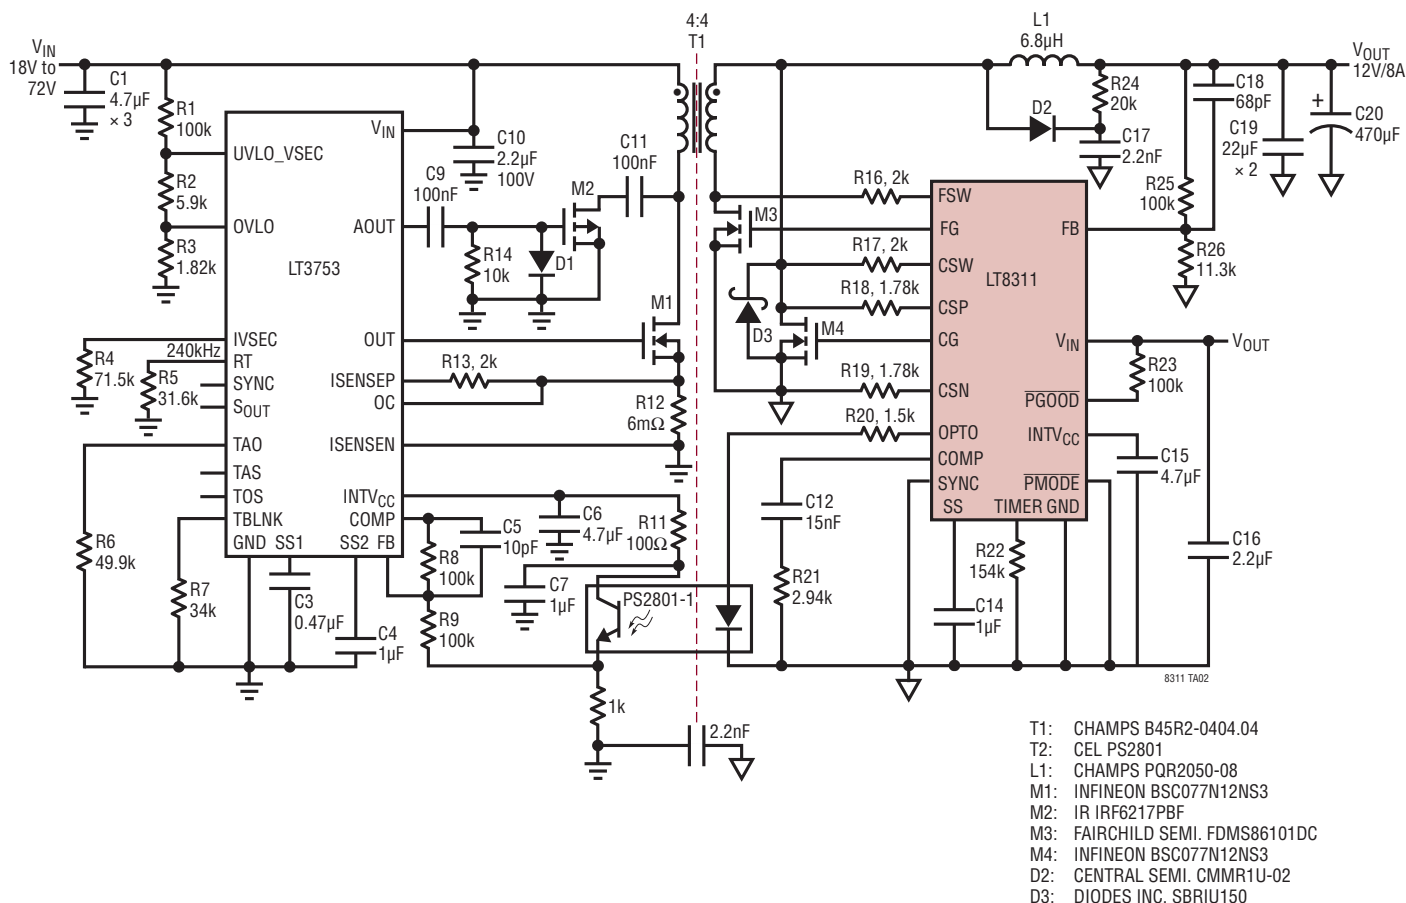 4:4
T1
L1
6.8µH
VIN
18V to
72V
VOUT
12V/8A
C1
4.7µF
× 3
R1
100k
R2
5.9k
R3
1.82k
VIN
UVLO_VSEC
OVLO
AOUT
LT3753
C10
2.2µF
100V
C9
100nF
C11
100nF
M2
R14
10k
D1
M1
IVSEC
240kHz
RT
SYNC
SOUT
TAO
TAS
TOS
TBLNK
GND SS1
SS2 FB
OUT
ISENSEP
OC
ISENSEN
INTVCC
COMP
R4
71.5k
R5
31.6k
R6
49.9k
R7
34k
C3
0.47µF
C4
1µF
R13, 2k
R12
6mΩ
C5
10pF
R8
100k
R9
100k
C6
4.7µF
R11
100Ω
C7
1µF
PS2801-1
1k
2.2nF
R24
20k
D2
C17
2.2nF
C18
68pF
C19
22µF
× 2
+
C20
470µF
R25
100k
R26
11.3k
R16, 2k
M3
R17, 2k
R18, 1.78k
D3
M4
R19, 1.78k
R20, 1.5k
FSW
FG
CSW
LT8311
CSP
CG
CSN
OPTO
COMP
SYNC
SS
TIMER GND
FB
VIN
PGOOD
INTVCC
PMODE
VOUT
R23
100k
C15
4.7µF
C16
2.2µF
C12
15nF
R21
2.94k
R22
154k
C14
1µF
8311 TA02
T1: CHAMPS B45R2-0404.04
T2: CEL PS2801
L1: CHAMPS PQR2050-08
M1: INFINEON BSC077N12NS3
M2: IR IRF6217PBF
M3: FAIRCHILD SEMI. FDMS86101DC
M4: INFINEON BSC077N12NS3
D2: CENTRAL SEMI. CMMR1U-02
D3: DIODES INC. SBRIU150